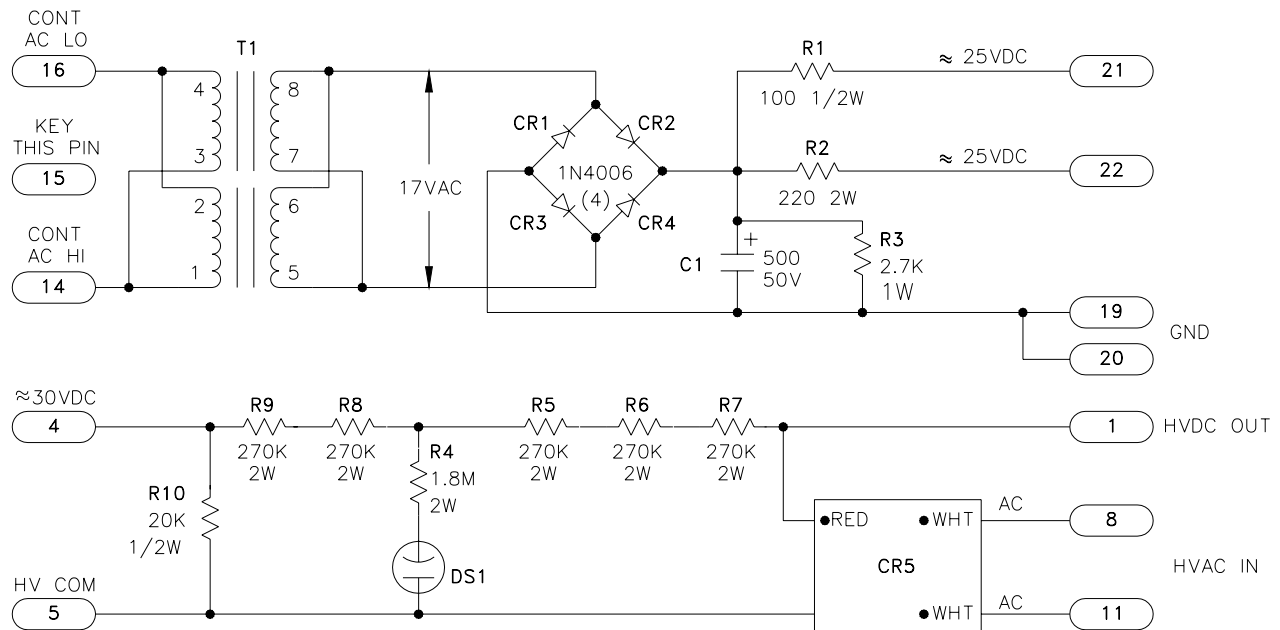 CONT
AC LO
16
KEY
THIS PIN
15
CONT
AC HI
14
T1
4
3
2
1
8
7
6
5
17VAC
CR1
CR2
1N4006
(4)
CR3
CR4
R1
100 1/2W
≈ 25VDC
21
R2
220 2W
≈ 25VDC
22
C1
+
500
50V
R3
2.7K
1W
19
GND
20
≈30VDC
4
R9
270K
2W
R8
270K
2W
R5
270K
2W
R6
270K
2W
R7
270K
2W
1
HVDC OUT
R4
1.8M
2W
R10
20K
1/2W
DS1
HV COM
5
RED
WHT
AC
8
CR5
HVAC IN
WHT
AC
11